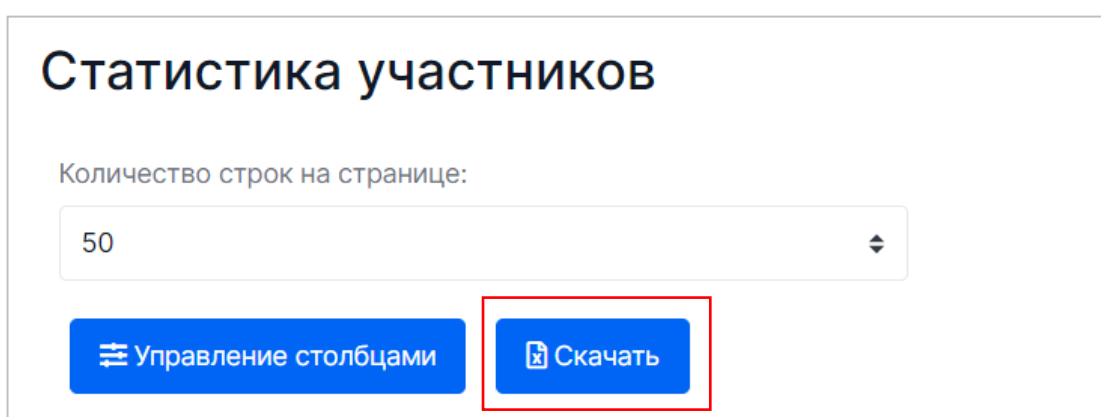 Статистика участников
Количество строк на странице:
50
Управление столбцами Скачать